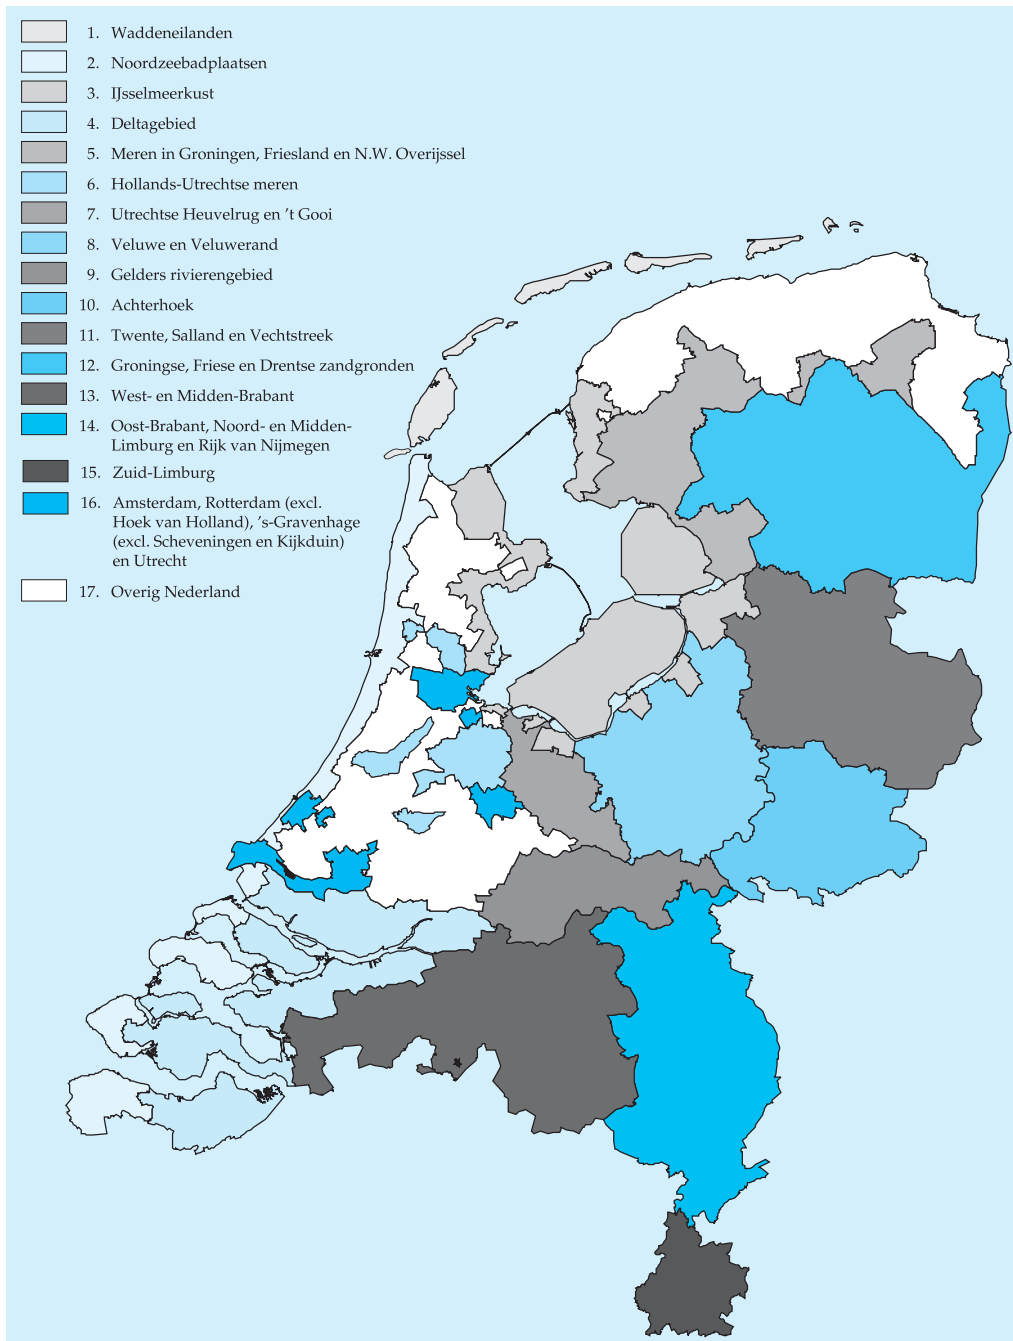 1. Waddeneilanden
2. Noordzeebadplaatsen
3. IJsselmeerkust
4. Deltagebied
5. Meren in Groningen, Friesland en N.W. Overijssel
6. Hollands-Utrechtse meren
7. Utrechtse Heuvelrug en ’t Gooi
8. Veluwe en Veluwerand
9. Gelders rivierengebied
10. Achterhoek
11. Twente, Salland en Vechtstreek
12. Groningse, Friese en Drentse zandgronden
13. West- en Midden-Brabant
14. Oost-Brabant, Noord- en Midden-
Limburg en Rijk van Nijmegen
15. Zuid-Limburg
16. Amsterdam, Rotterdam (excl.
Hoek van Holland), ’s-Gravenhage
(excl. Scheveningen en Kijkduin)
en Utrecht
17. Overig Nederland